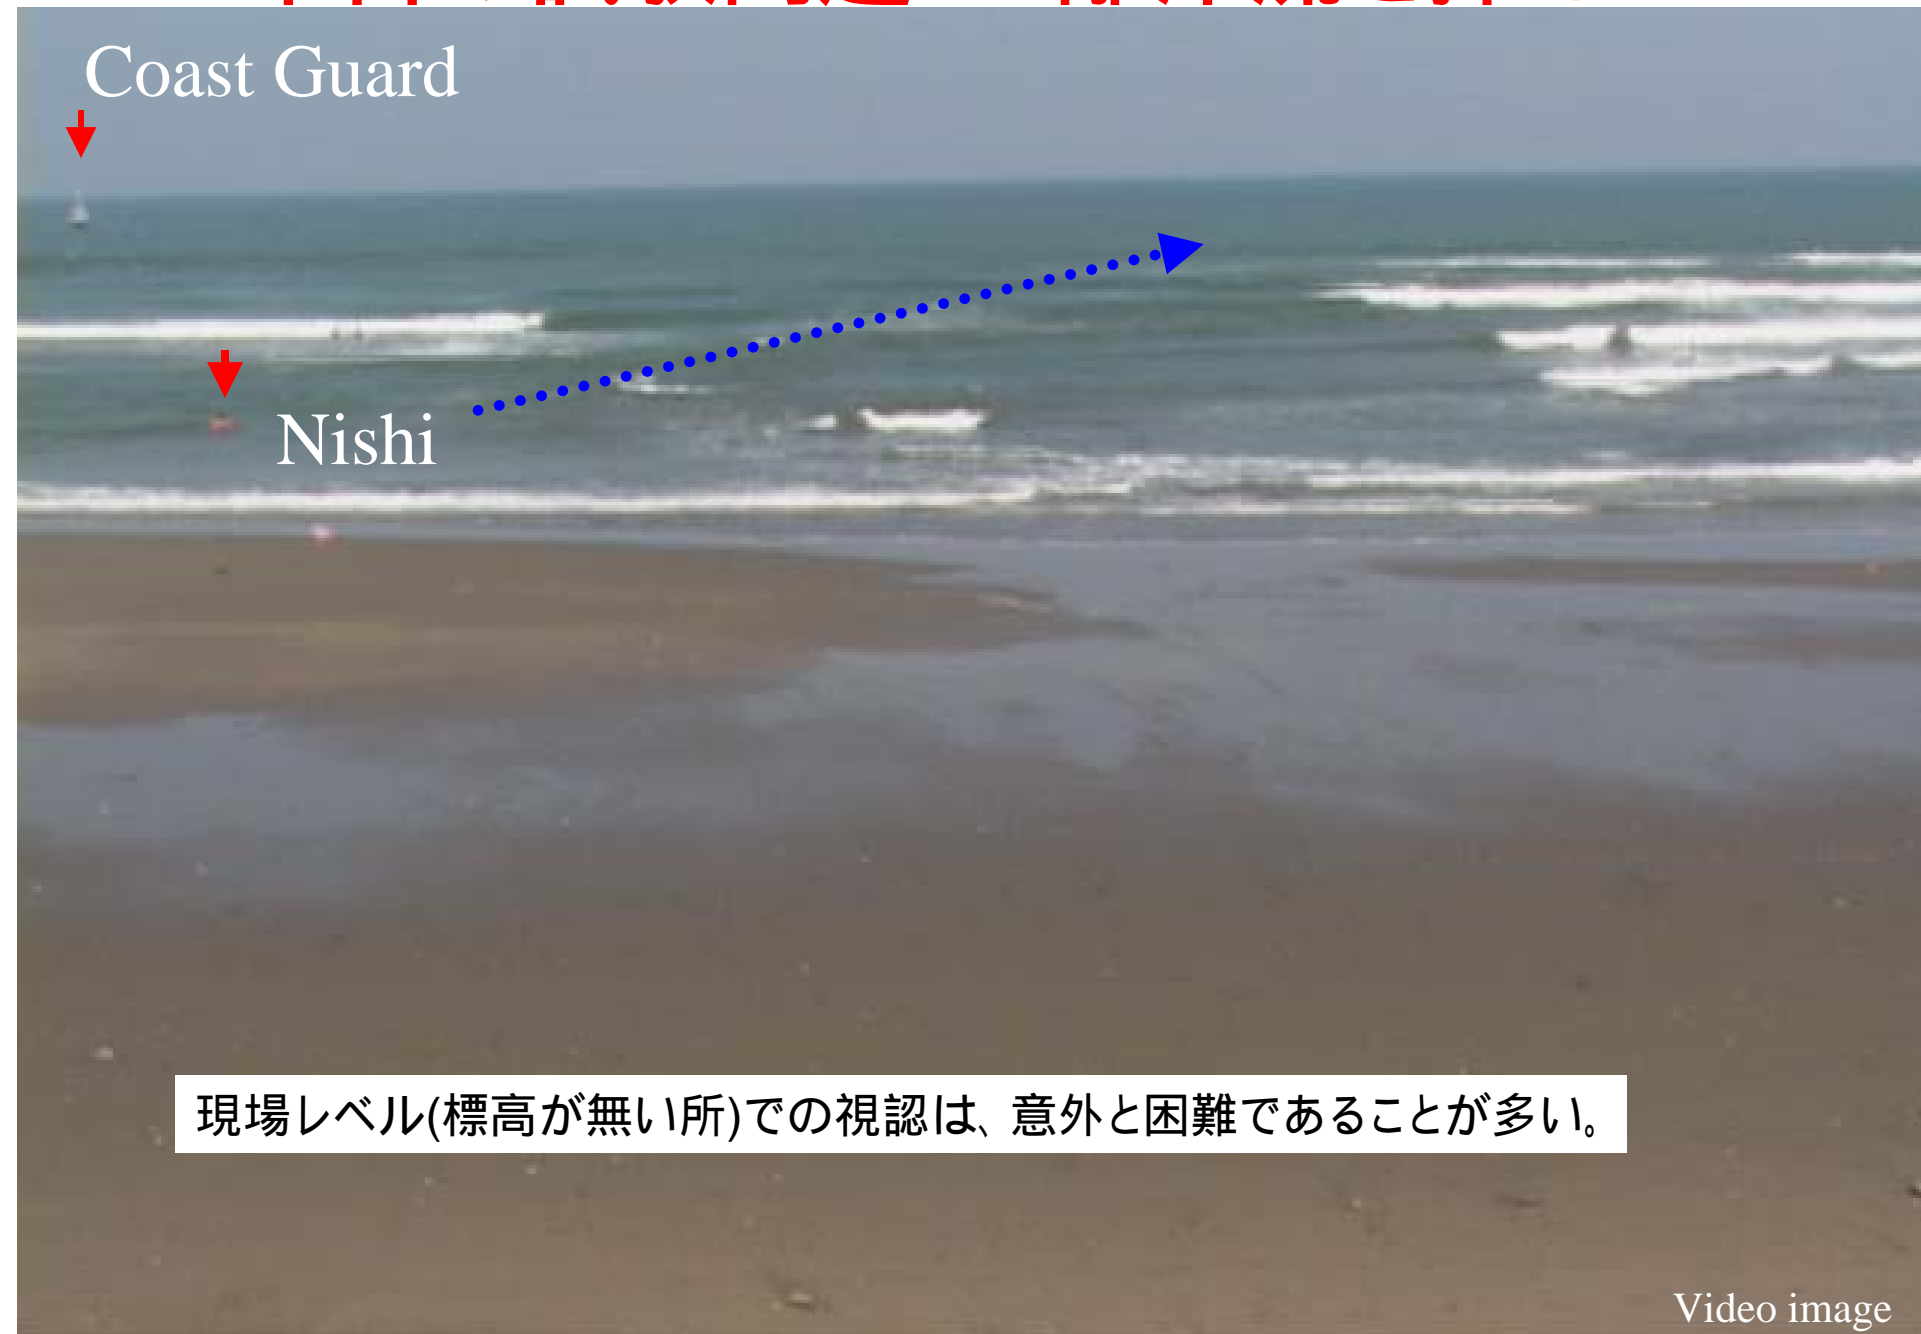 Coast Guard
Nishi
現場レベル(標高が無い所)での視認は、意外と困難であることが多い。
Video image